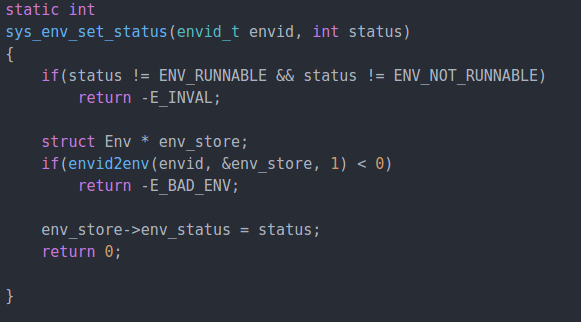 static int
sys_env_set_status(envid_t envid, int status)
{
    if(status != ENV_RUNNABLE && status != ENV_NOT_RUNNABLE)
        return -E_INVAL;

    struct Env * env_store;
    if(envid2env(envid, &env_store, 1) < 0)
        return -E_BAD_ENV;

    env_store->env_status = status;
    return 0;

}